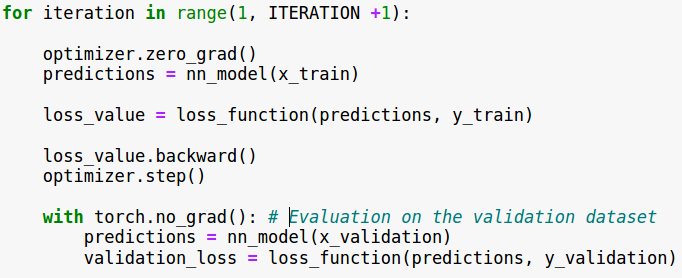 for iteration in range(1, ITERATION +1):
optimizer.zero_grad()
predictions = nn_model(x_train)
loss_value = loss_function(predictions, y_train)
loss_value.backward()
optimizer.step()
with torch.no_grad(): # Evaluation on the validation dataset
predictions = nn_model(x_validation)
validation_loss = loss_function(predictions, y_validation)